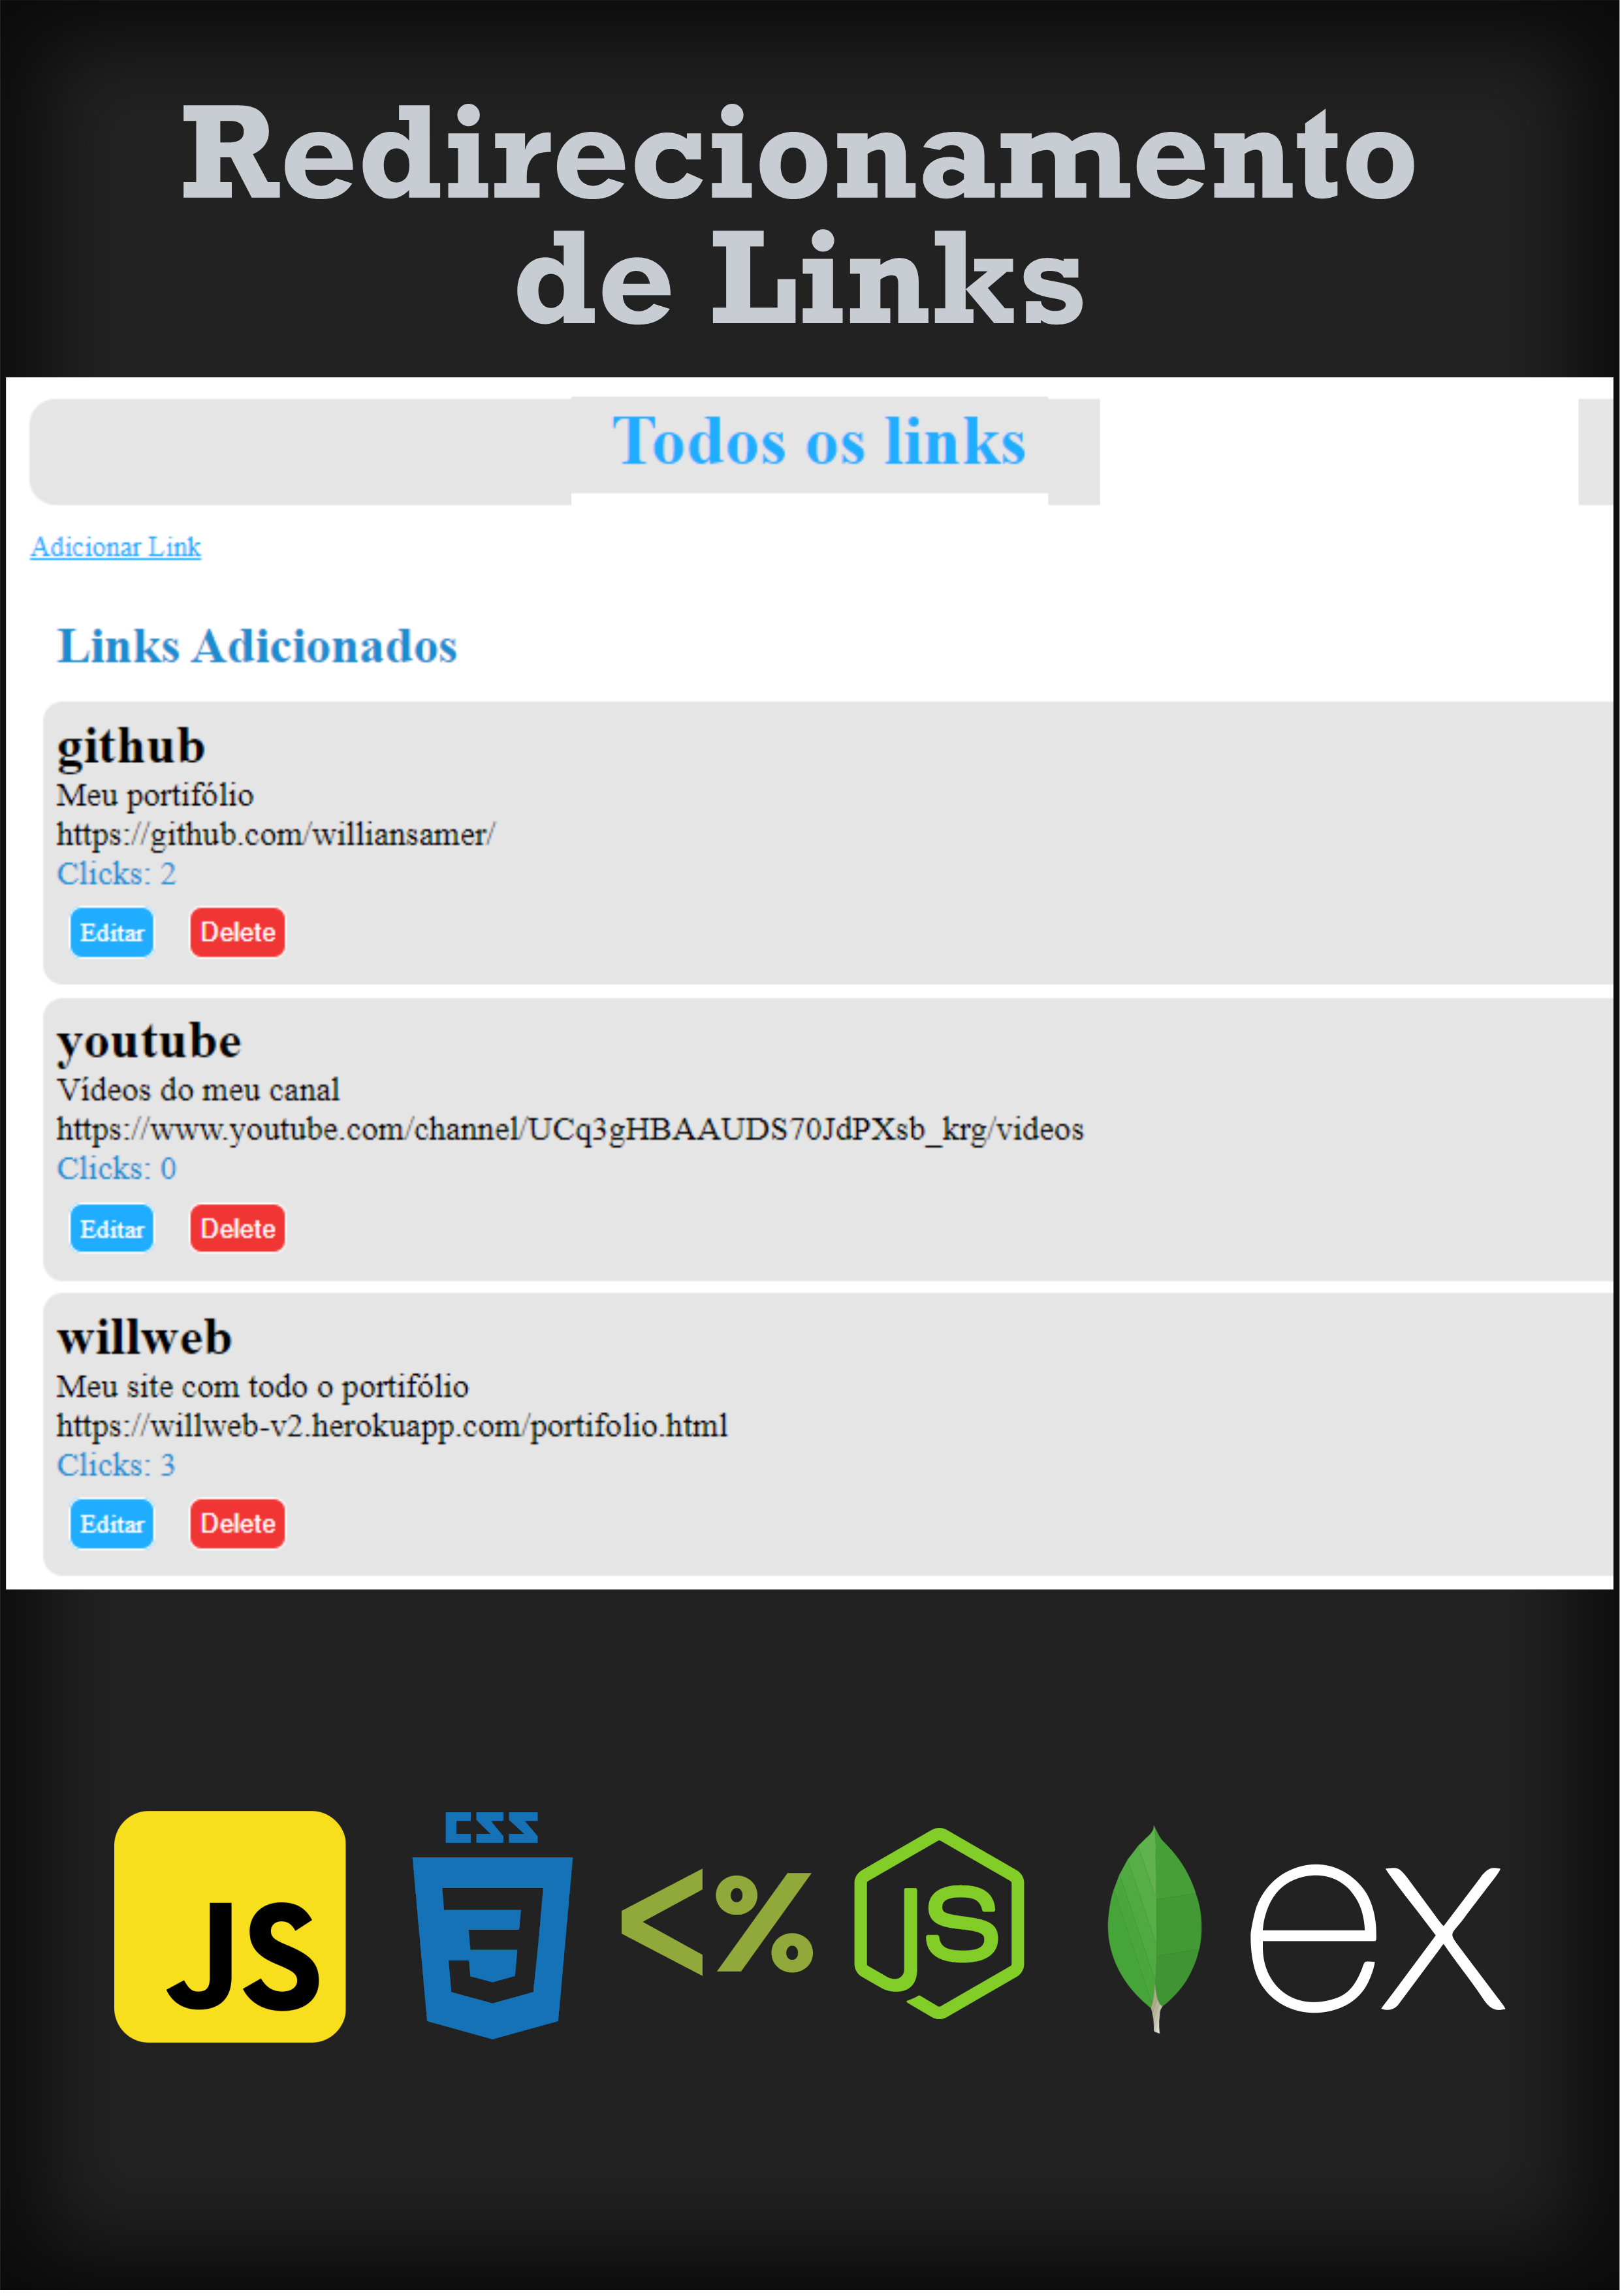 Redirecionamento
de Links
Todos os links
Adicionar Link
Links Adicionados
github
Meu portifólio
https://github.com/williansamer/
Clicks: 2
Editar Delete
youtube
Vídeos do meu canal
https://www.youtube.com/channel/UCq3gHBAAUDS70JdPXsb_krg/videos
Clicks: 0
Editar Delete
willweb
Meu site com todo o portifólio
https://willweb-v2.herokuapp.com/portifolio.html
Clicks: 3
Editar Delete
JS CSS 3 <% JS ex